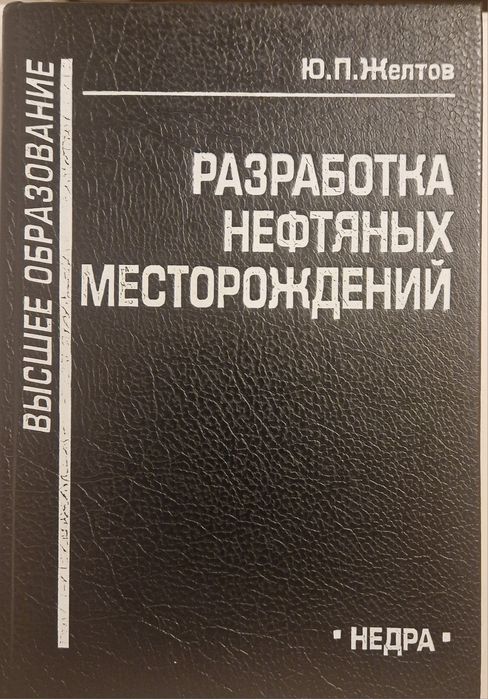 Ю.П.Желтов
ВЫСШЕЕ ОБРАЗОВАНИЕ
РАЗРАБОТКА
НЕФТЯНЫХ
МЕСТОРОЖДЕНИЙ
▪ НЕДРА ▪